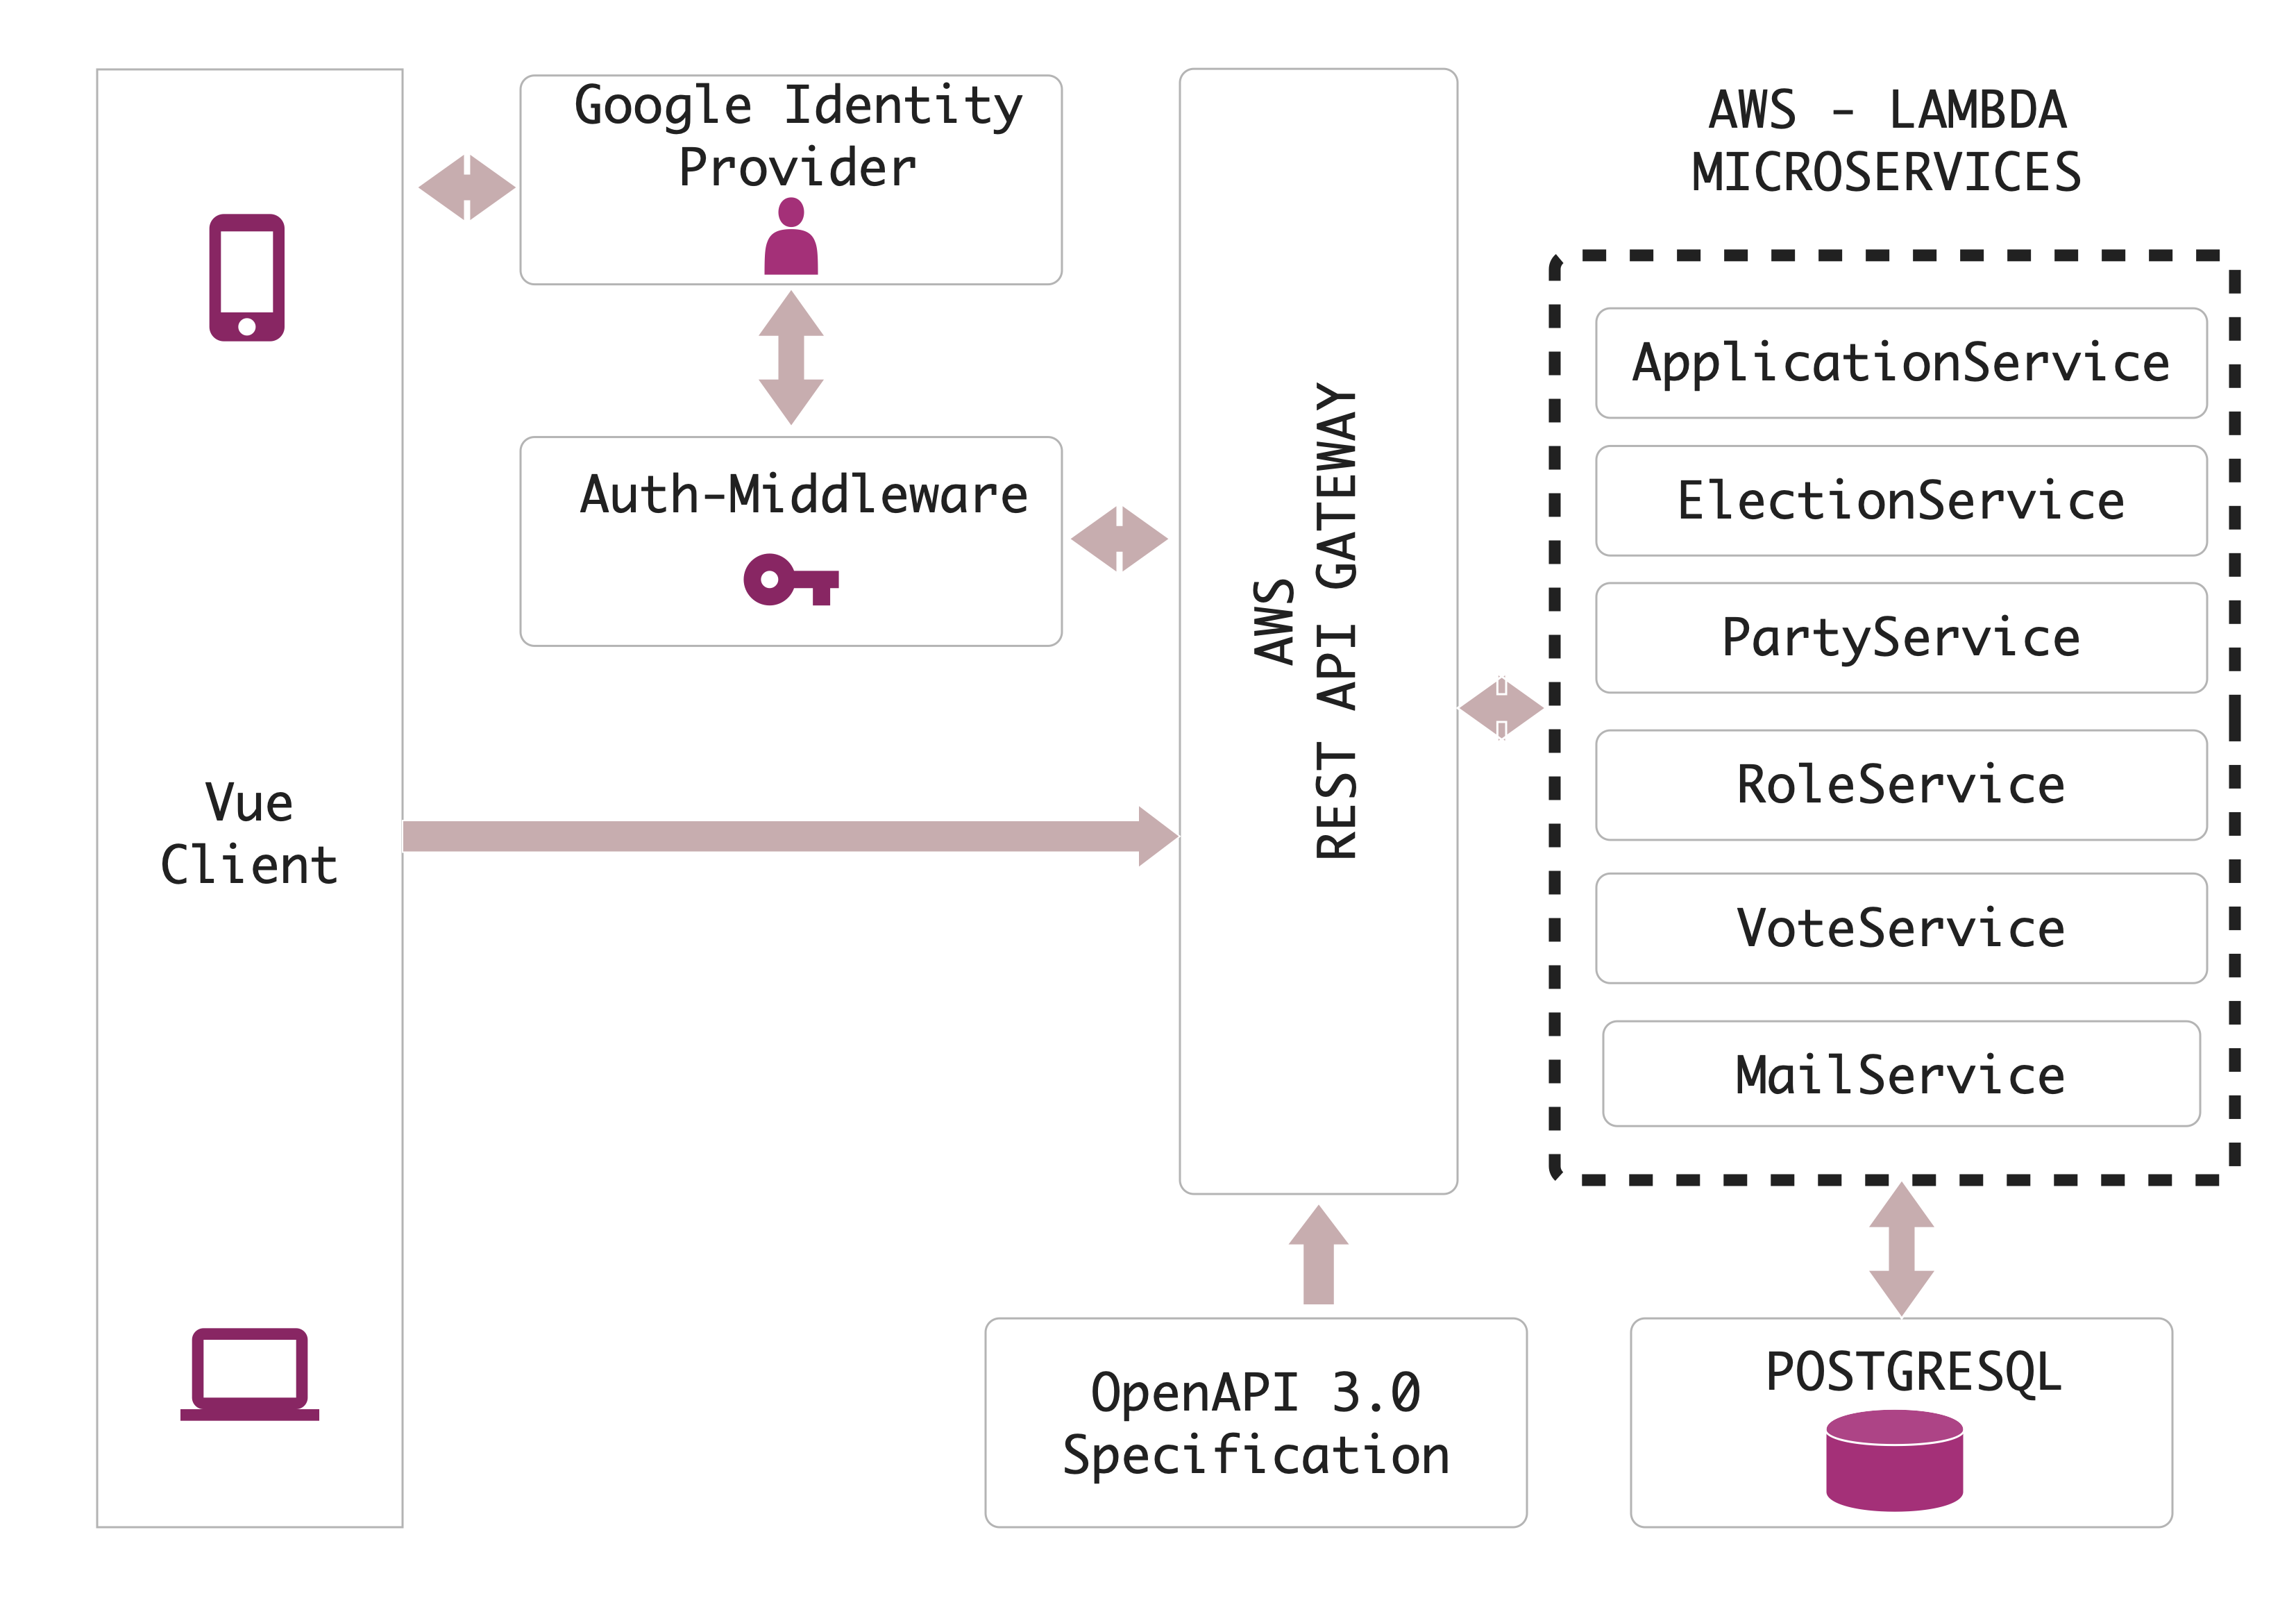 Google Identity
Provider
Auth-Middleware
Vue
Client
AWS
REST API GATEWAY
AWS - LAMBDA
MICROSERVICES
ApplicationService
ElectionService
PartyService
RoleService
VoteService
MailService
OpenAPI 3.0
Specification
POSTGRESQL